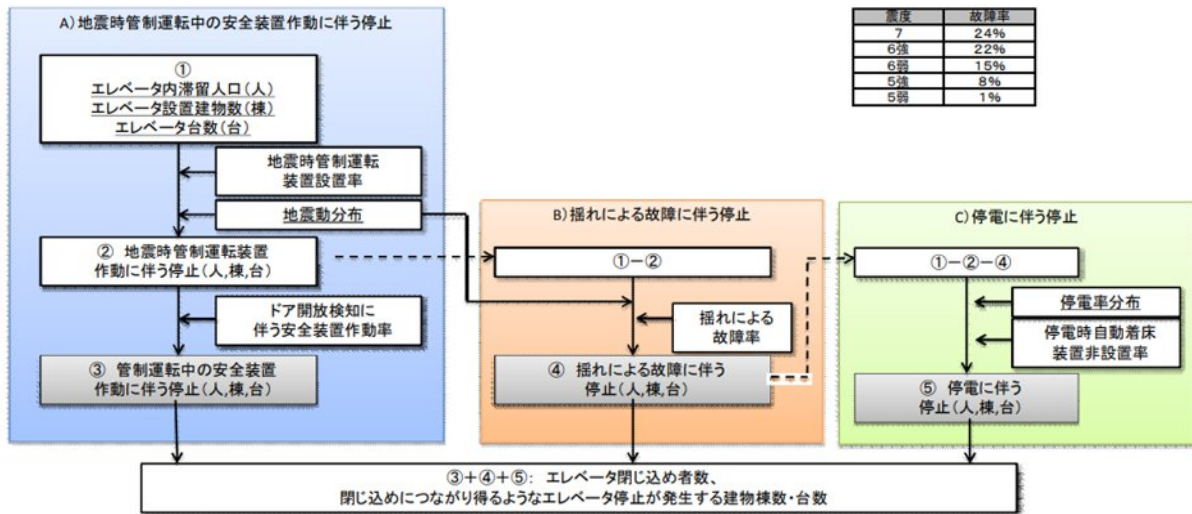 A)地震時管制運転中の安全装置作動に伴う停止
①
エレベータ内滞留人口(人)
エレベータ設置建物数(棟)
エレベータ台数(台)
地震時管制運転
装置設置率
地震動分布
② 地震時管制運転装置
作動に伴う停止(人,棟,台)
ドア開放検知に
伴う安全装置作動率
③ 管制運転中の安全装置
作動に伴う停止(人,棟,台)
震度 故障率
7 24%
6強 22%
6弱 15%
5強 8%
5弱 1%
B)揺れによる故障に伴う停止
①-②
揺れによる
故障率
④ 揺れによる故障に伴う
停止(人,棟,台)
C)停電に伴う停止
①-②-④
停電率分布
停電時自動着床
装置非設置率
⑤ 停電に伴う
停止(人,棟,台)
③+④+⑤: エレベータ閉じ込め者数、
閉じ込めにつながり得るようなエレベータ停止が発生する建物棟数・台数